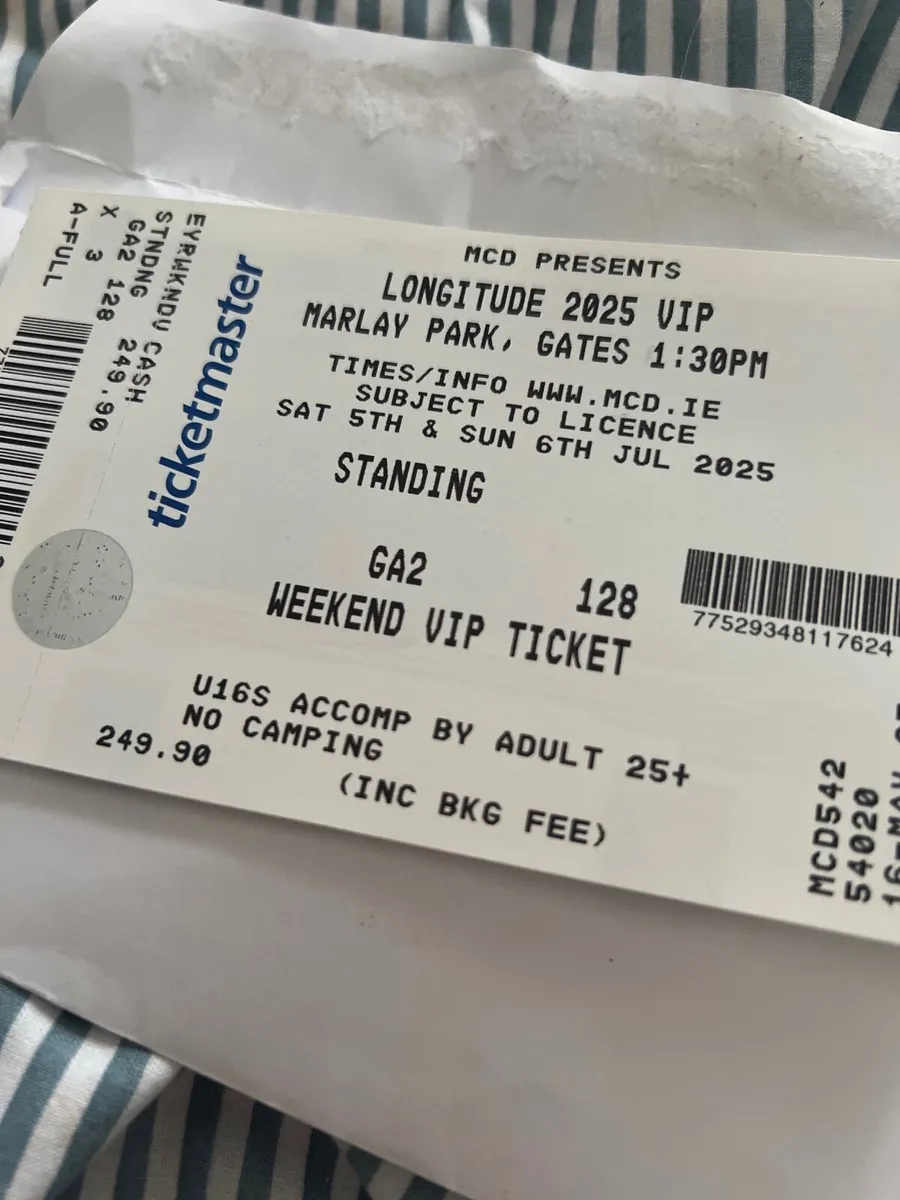 MCD PRESENTS
LONGITUDE 2025 VIP
MARLAY PARK, GATES 1:30PM
TIMES/INFO WWW.MCD.IE
SUBJECT TO LICENCE
SAT 5TH & SUN 6TH JUL 2025
STANDING
GA2 128
WEEKEND VIP TICKET
U16S ACCOMP BY ADULT 25+
NO CAMPING
249.90 (INC BKG FEE)
ticketmaster
EYRWKNDV CASH
STNDNG 249.90
GA2 128
X 3
A-FULL
77529348117624
MCD542
54020